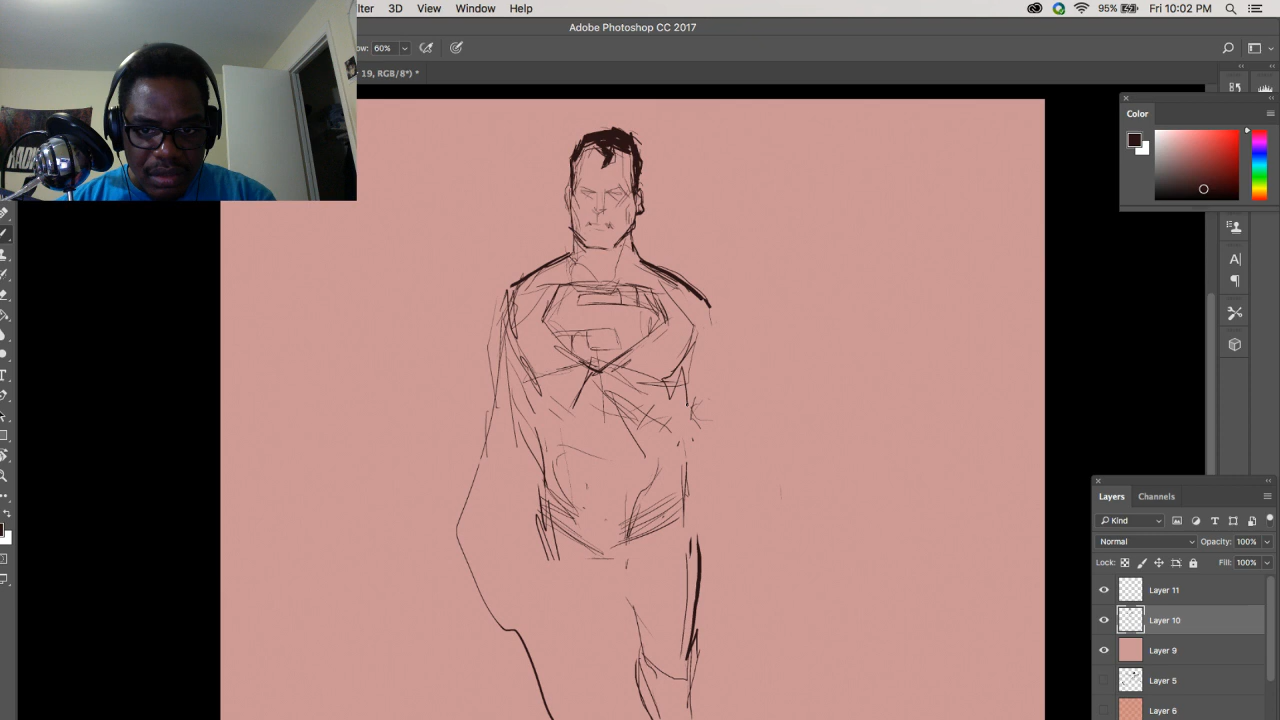 lter 3D View Window Help 95% Fri 10:02 PM
Adobe Photoshop CC 2017
ow: 60%
19, RGB/8*) *
Color
RAD
A
T
Layers Channels
Kind T
Normal Opacity: 100%
Lock: Fill: 100%
Layer 11
Layer 10
Layer 9
Layer 5
Layer 6